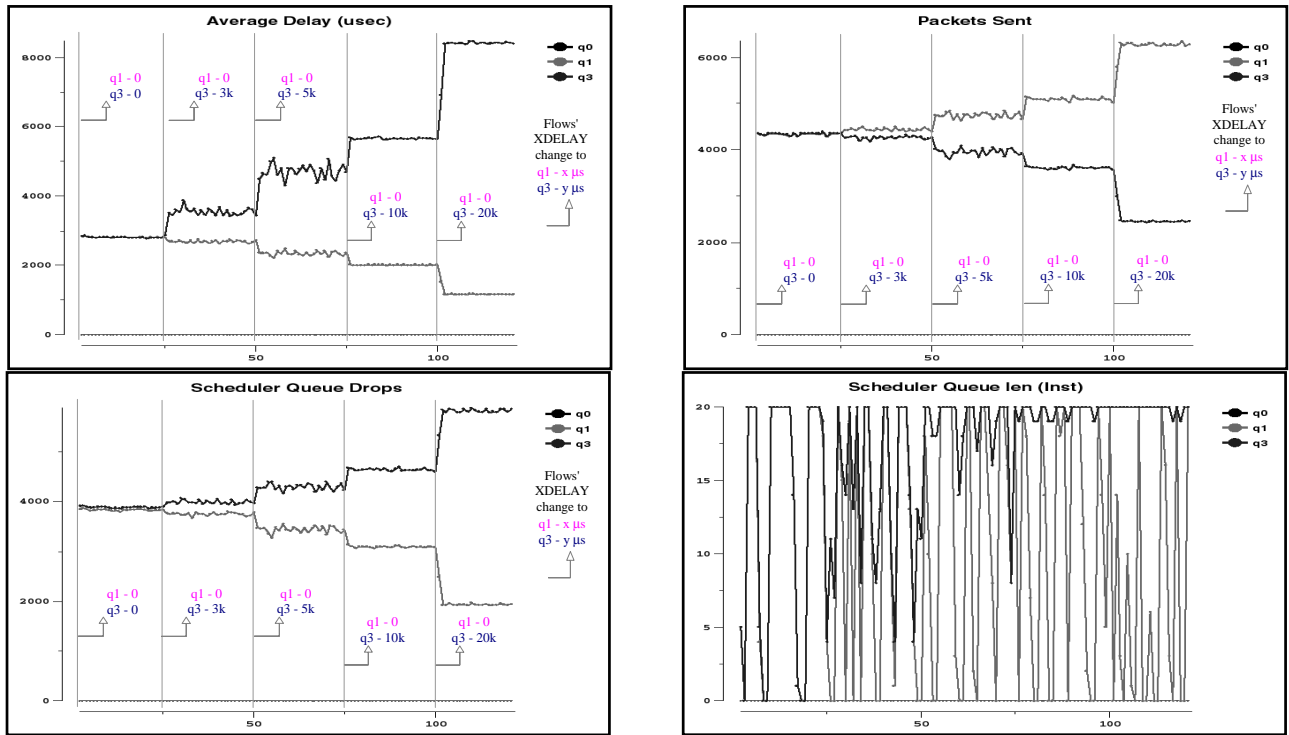 Average Delay (usec)
8000
6000
4000
2000
0
50
100
q0
q1
q3
q1 - 0
q3 - 0
q1 - 0
q3 - 3k
q1 - 0
q3 - 5k
q1 - 0
q3 - 10k
q1 - 0
q3 - 20k
Flows'
XDELAY
change to
q1 - x µs
q3 - y µs
Packets Sent
6000
4000
2000
0
50
100
q0
q1
q3
q1 - 0
q3 - 0
q1 - 0
q3 - 3k
q1 - 0
q3 - 5k
q1 - 0
q3 - 10k
q1 - 0
q3 - 20k
Flows'
XDELAY
change to
q1 - x µs
q3 - y µs
Scheduler Queue Drops
4000
2000
0
50
100
q0
q1
q3
q1 - 0
q3 - 0
q1 - 0
q3 - 3k
q1 - 0
q3 - 5k
q1 - 0
q3 - 10k
q1 - 0
q3 - 20k
Flows'
XDELAY
change to
q1 - x µs
q3 - y µs
Scheduler Queue len (Inst)
20
15
10
5
0
50
100
q0
q1
q3